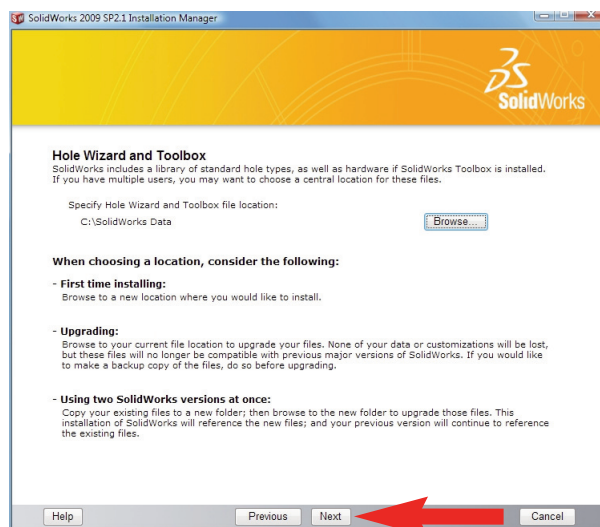 SolidWorks 2009 SP2.1 Installation Manager
SolidWorks
Hole Wizard and Toolbox
SolidWorks includes a library of standard hole types, as well as hardware if SolidWorks Toolbox is installed.
If you have multiple users, you may want to choose a central location for these files.
Specify Hole Wizard and Toolbox file location:
C:\SolidWorks Data Browse...
When choosing a location, consider the following:
- First time installing:
Browse to a new location where you would like to install.
- Upgrading:
Browse to your current file location to upgrade your files. None of your data or customizations will be lost,
but these files will no longer be compatible with previous major versions of SolidWorks. If you would like
to make a backup copy of the files, do so before upgrading.
- Using two SolidWorks versions at once:
Copy your existing files to a new folder; then browse to the new folder to upgrade those files. This
installation of SolidWorks will reference the new files; and your previous version will continue to reference
the existing files.
Help Previous Next Cancel